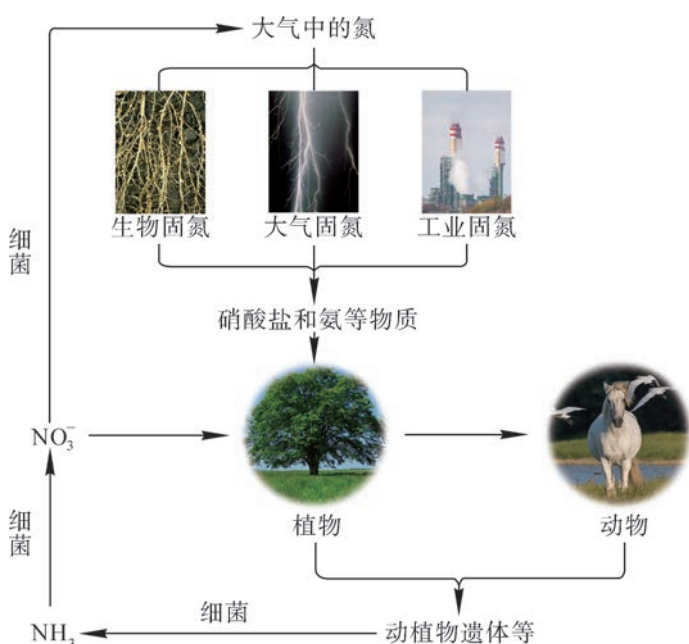 大气中的氮
生物固氮
大气固氮
工业固氮
细菌
硝酸盐和氨等物质
NO₃⁻
植物
动物
细菌
细菌
NH₃
动植物遗体等